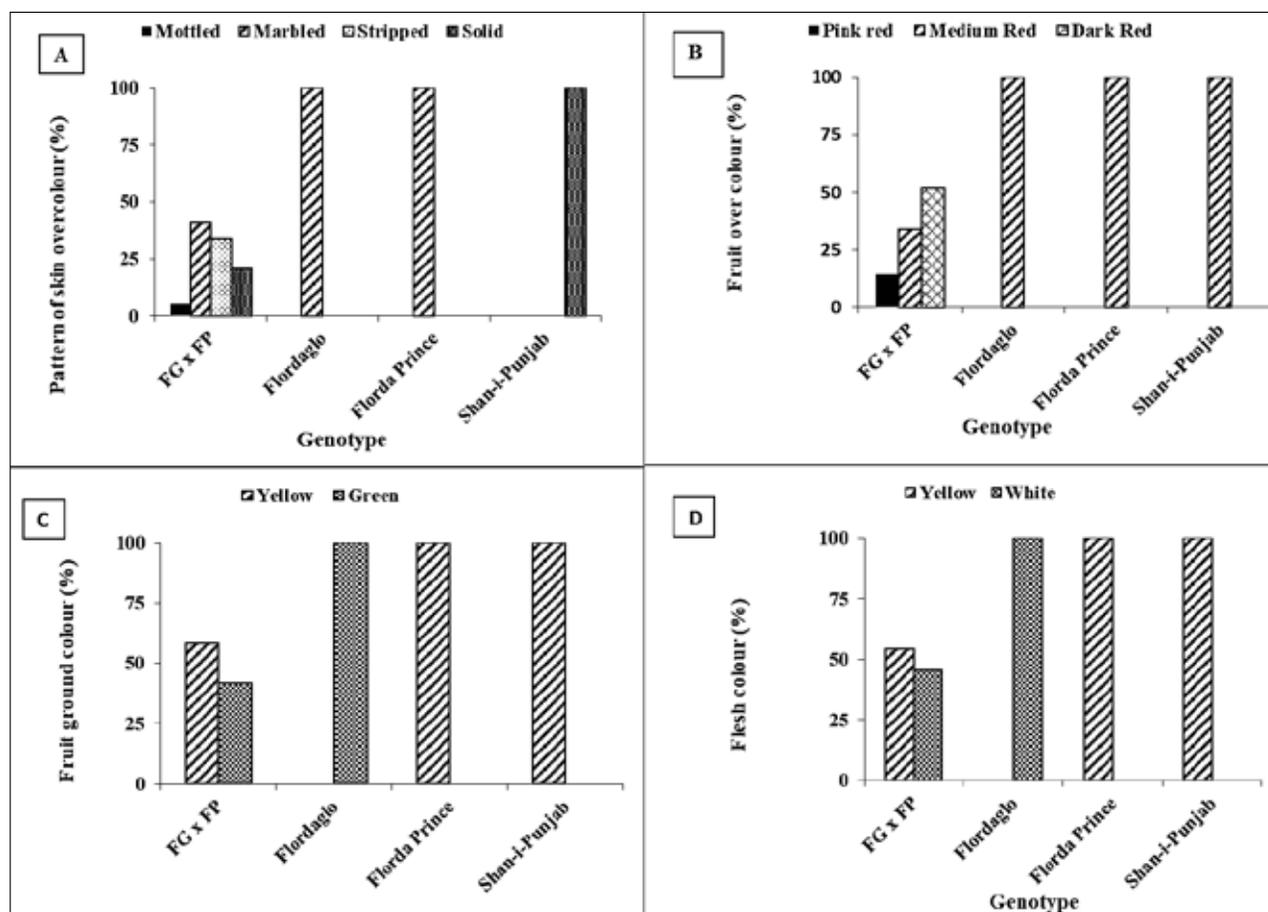 A
Mottled Marbled Stripped Solid
Pattern of skin overcolour (%)
100
75
50
25
0
FG x FP
Flordaglo
Florda Prince
Shan-i-Punjab
Genotype
B
Pink red Medium Red Dark Red
Fruit over colour (%)
100
75
50
25
0
FG x FP
Flordaglo
Florda Prince
Shan-i-Punjab
Genotype
C
Yellow Green
Fruit ground colour (%)
100
75
50
25
0
FG x FP
Flordaglo
Florda Prince
Shan-i-Punjab
D
Yellow White
Flesh colour (%)
100
75
50
25
0
FG x FP
Flordaglo
Florda Prince
Shan-i-Punjab
Genotype